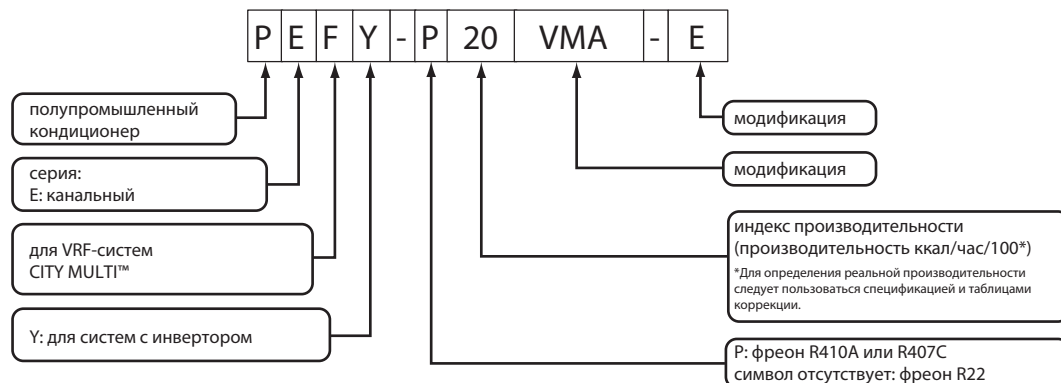 P E F Y - P 20 VMA - E
полупромышленный
кондиционер
серия:
E: канальный
для VRF-систем
CITY MULTI™
Y: для систем с инвертором
модификация
модификация
индекс производительности
(производительность ккал/час/100*)
*Для определения реальной производительности
следует пользоваться спецификацией и таблицами
коррекции.
P: фреон R410A или R407C
символ отсутствует: фреон R22